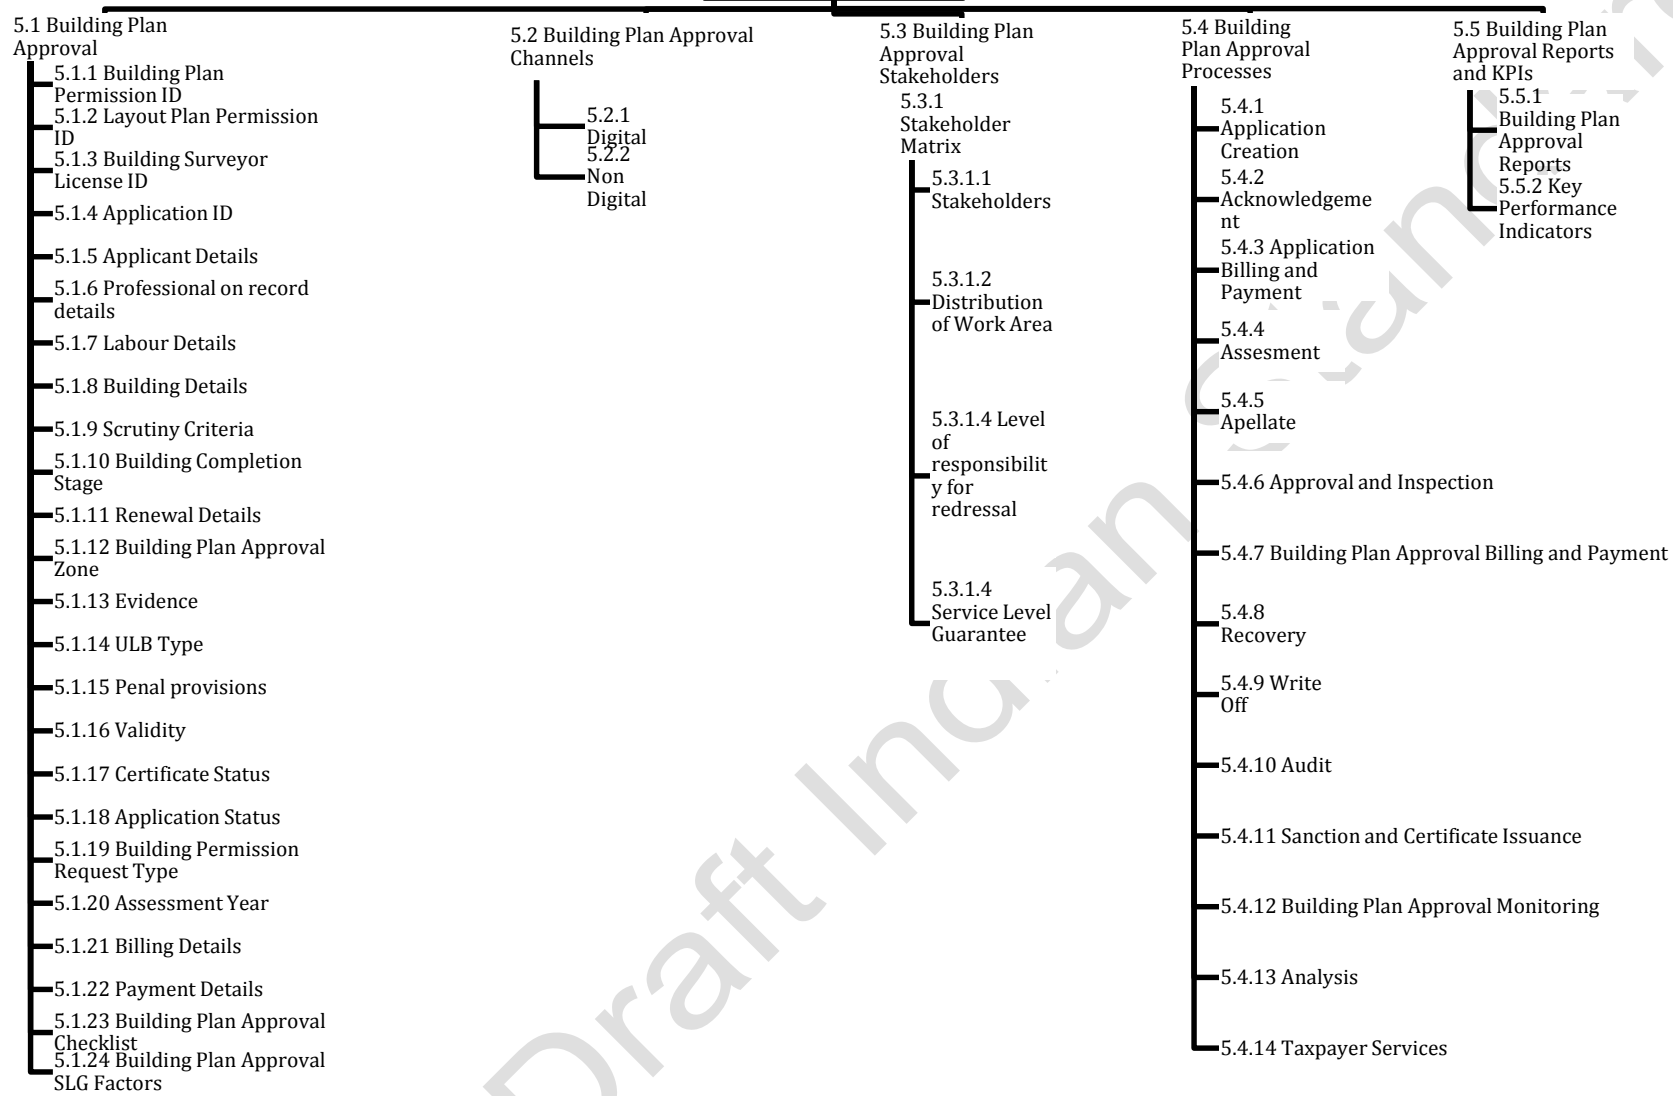 5.1 Building Plan
Approval
5.1.1 Building Plan
Permission ID
5.1.2 Layout Plan Permission
ID
5.1.3 Building Surveyor
License ID
5.1.4 Application ID
5.1.5 Applicant Details
5.1.6 Professional on record
details
5.1.7 Labour Details
5.1.8 Building Details
5.1.9 Scrutiny Criteria
5.1.10 Building Completion
Stage
5.1.11 Renewal Details
5.1.12 Building Plan Approval
Zone
5.1.13 Evidence
5.1.14 ULB Type
5.1.15 Penal provisions
5.1.16 Validity
5.1.17 Certificate Status
5.1.18 Application Status
5.1.19 Building Permission
Request Type
5.1.20 Assessment Year
5.1.21 Billing Details
5.1.22 Payment Details
5.1.23 Building Plan Approval
Checklist
5.1.24 Building Plan Approval
SLG Factors
5.2 Building Plan Approval
Channels
5.2.1
Digital
5.2.2
Non
Digital
5.3 Building Plan
Approval
Stakeholders
5.3.1
Stakeholder
Matrix
5.3.1.1
Stakeholders
5.3.1.2
Distribution
of Work Area
5.3.1.4 Level
of
responsibilit
y for
redressal
5.3.1.4
Service Level
Guarantee
5.4 Building
Plan Approval
Processes
5.4.1
Application
Creation
5.4.2
Acknowledgeme
nt
5.4.3 Application
Billing and
Payment
5.4.4
Assesment
5.4.5
Apellate
5.4.6 Approval and Inspection
5.4.7 Building Plan Approval Billing and Payment
5.4.8
Recovery
5.4.9 Write
Off
5.4.10 Audit
5.4.11 Sanction and Certificate Issuance
5.4.12 Building Plan Approval Monitoring
5.4.13 Analysis
5.4.14 Taxpayer Services
5.5 Building Plan
Approval Reports
and KPIs
5.5.1
Building Plan
Approval
Reports
5.5.2 Key
Performance
Indicators
Draft Indian